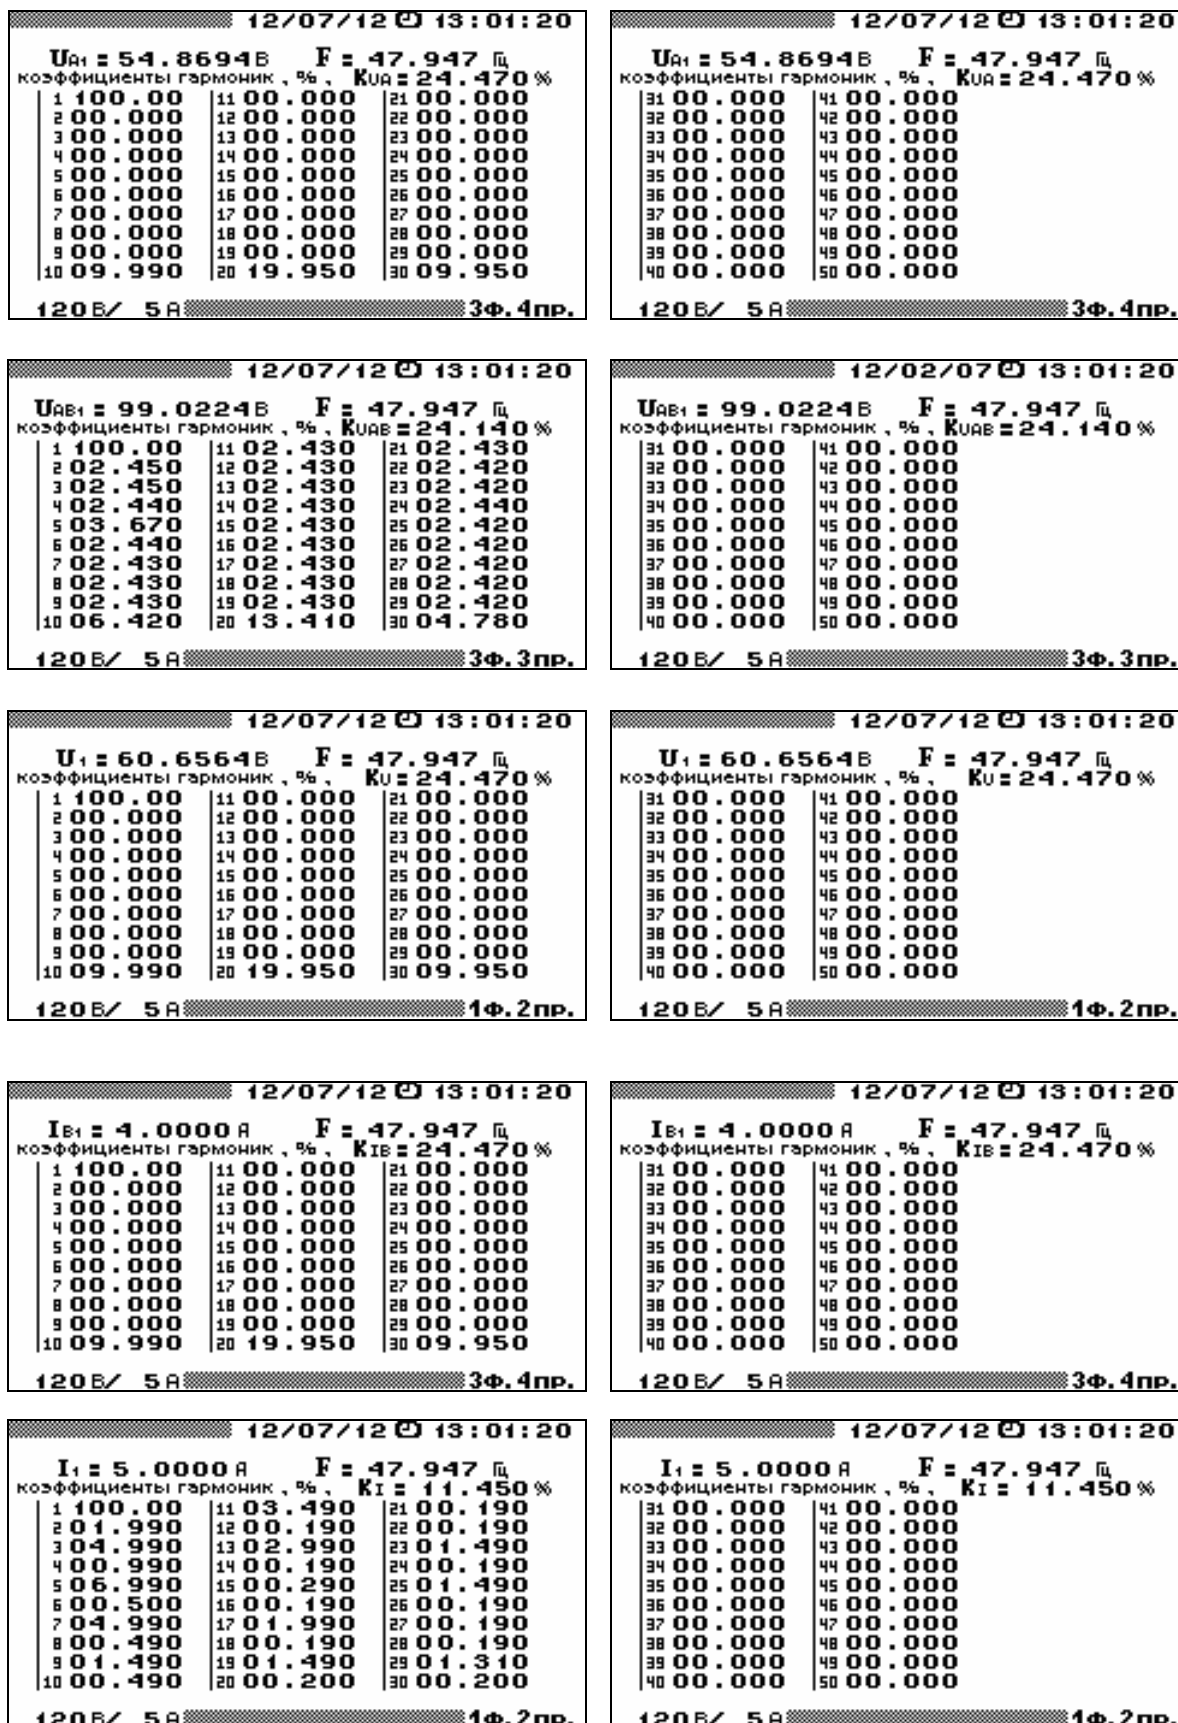 12/07/12 13:01:20
UA1 = 54.8694В F = 47.947 Гц
коэффициенты гармоник , % , KUA = 24.470 %
1 100.00 11 00.000 21 00.000
2 00.000 12 00.000 22 00.000
3 00.000 13 00.000 23 00.000
4 00.000 14 00.000 24 00.000
5 00.000 15 00.000 25 00.000
6 00.000 16 00.000 26 00.000
7 00.000 17 00.000 27 00.000
8 00.000 18 00.000 28 00.000
9 00.000 19 00.000 29 00.000
10 09.990 20 19.950 30 09.950
120В/ 5А 3Ф.4пр.
12/07/12 13:01:20
UA1 = 54.8694В F = 47.947 Гц
коэффициенты гармоник , % , KUA = 24.470 %
31 00.000 41 00.000
32 00.000 42 00.000
33 00.000 43 00.000
34 00.000 44 00.000
35 00.000 45 00.000
36 00.000 46 00.000
37 00.000 47 00.000
38 00.000 48 00.000
39 00.000 49 00.000
40 00.000 50 00.000
120В/ 5А 3Ф.4пр.
12/07/12 13:01:20
UAB1 = 99.0224В F = 47.947 Гц
коэффициенты гармоник , % , KUAB = 24.140 %
1 100.00 11 02.430 21 02.430
2 02.450 12 02.430 22 02.420
3 02.450 13 02.430 23 02.420
4 02.440 14 02.430 24 02.440
5 03.670 15 02.430 25 02.420
6 02.440 16 02.430 26 02.420
7 02.430 17 02.430 27 02.420
8 02.430 18 02.430 28 02.420
9 02.430 19 02.430 29 02.420
10 06.420 20 13.410 30 04.780
120В/ 5А 3Ф.3пр.
12/02/07 13:01:20
UAB1 = 99.0224В F = 47.947 Гц
коэффициенты гармоник , % , KUAB = 24.140 %
31 00.000 41 00.000
32 00.000 42 00.000
33 00.000 43 00.000
34 00.000 44 00.000
35 00.000 45 00.000
36 00.000 46 00.000
37 00.000 47 00.000
38 00.000 48 00.000
39 00.000 49 00.000
40 00.000 50 00.000
120В/ 5А 3Ф.3пр.
12/07/12 13:01:20
U1 = 60.6564В F = 47.947 Гц
коэффициенты гармоник , % , KU = 24.470 %
1 100.00 11 00.000 21 00.000
2 00.000 12 00.000 22 00.000
3 00.000 13 00.000 23 00.000
4 00.000 14 00.000 24 00.000
5 00.000 15 00.000 25 00.000
6 00.000 16 00.000 26 00.000
7 00.000 17 00.000 27 00.000
8 00.000 18 00.000 28 00.000
9 00.000 19 00.000 29 00.000
10 09.990 20 19.950 30 09.950
120В/ 5А 1Ф.2пр.
12/07/12 13:01:20
U1 = 60.6564В F = 47.947 Гц
коэффициенты гармоник , % , KU = 24.470 %
31 00.000 41 00.000
32 00.000 42 00.000
33 00.000 43 00.000
34 00.000 44 00.000
35 00.000 45 00.000
36 00.000 46 00.000
37 00.000 47 00.000
38 00.000 48 00.000
39 00.000 49 00.000
40 00.000 50 00.000
120В/ 5А 1Ф.2пр.
12/07/12 13:01:20
IB1 = 4.0000А F = 47.947 Гц
коэффициенты гармоник , % , KIB = 24.470 %
1 100.00 11 00.000 21 00.000
2 00.000 12 00.000 22 00.000
3 00.000 13 00.000 23 00.000
4 00.000 14 00.000 24 00.000
5 00.000 15 00.000 25 00.000
6 00.000 16 00.000 26 00.000
7 00.000 17 00.000 27 00.000
8 00.000 18 00.000 28 00.000
9 00.000 19 00.000 29 00.000
10 09.990 20 19.950 30 09.950
120В/ 5А 3Ф.4пр.
12/07/12 13:01:20
IB1 = 4.0000А F = 47.947 Гц
коэффициенты гармоник , % , KIB = 24.470 %
31 00.000 41 00.000
32 00.000 42 00.000
33 00.000 43 00.000
34 00.000 44 00.000
35 00.000 45 00.000
36 00.000 46 00.000
37 00.000 47 00.000
38 00.000 48 00.000
39 00.000 49 00.000
40 00.000 50 00.000
120В/ 5А 3Ф.4пр.
12/07/12 13:01:20
I1 = 5.0000А F = 47.947 Гц
коэффициенты гармоник , % , KI = 11.450 %
1 100.00 11 03.490 21 00.190
2 01.990 12 00.190 22 00.190
3 04.990 13 02.990 23 01.490
4 00.990 14 00.190 24 00.190
5 06.990 15 00.290 25 01.490
6 00.500 16 00.190 26 00.190
7 04.990 17 01.990 27 00.190
8 00.490 18 00.190 28 00.190
9 01.490 19 01.490 29 01.310
10 00.490 20 00.200 30 00.200
120В/ 5А 1Ф.2пр.
12/07/12 13:01:20
I1 = 5.0000А F = 47.947 Гц
коэффициенты гармоник , % , KI = 11.450 %
31 00.000 41 00.000
32 00.000 42 00.000
33 00.000 43 00.000
34 00.000 44 00.000
35 00.000 45 00.000
36 00.000 46 00.000
37 00.000 47 00.000
38 00.000 48 00.000
39 00.000 49 00.000
40 00.000 50 00.000
120В/ 5А 1Ф.2пр.